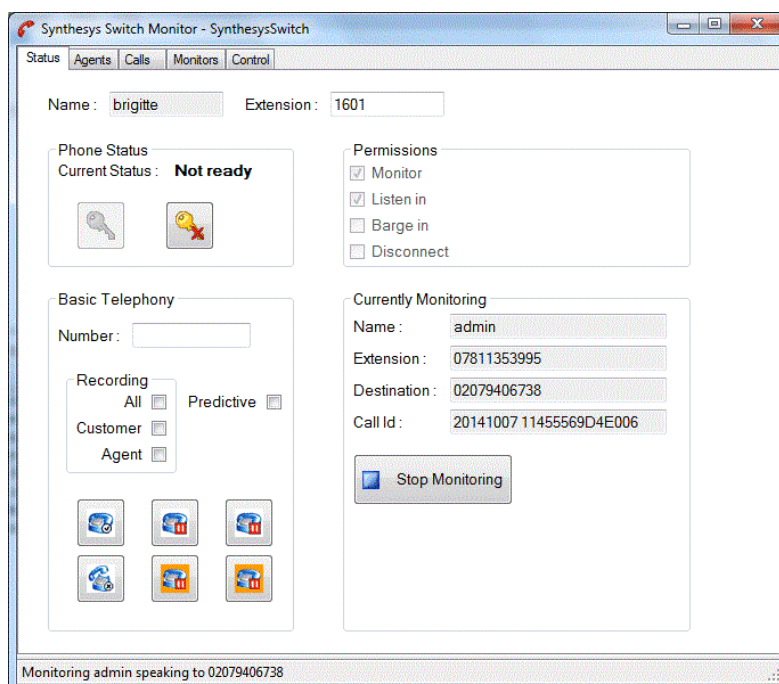 Synthesys Switch Monitor - SynthesysSwitch
Status Agents Calls Monitors Control
Name : brigitte Extension : 1601
Phone Status
Current Status : Not ready
Permissions
Monitor
Listen in
Barge in
Disconnect
Basic Telephony
Number :
Recording
All Predictive
Customer
Agent
Currently Monitoring
Name : admin
Extension : 07811353995
Destination : 02079406738
Call Id : 20141007 11455569D4E006
Stop Monitoring
Monitoring admin speaking to 02079406738